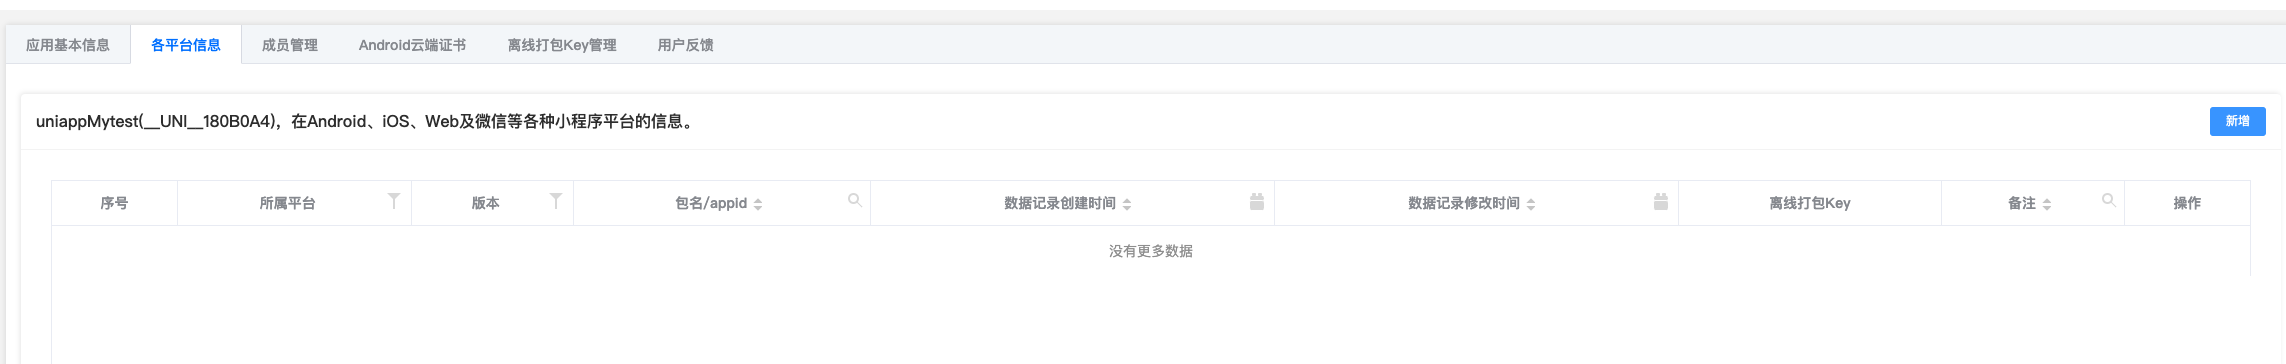 应用基本信息 各平台信息 成员管理 Android云端证书 离线打包Key管理 用户反馈
uniappMytest(__UNI__180B0A4)，在Android、iOS、Web及微信等各种小程序平台的信息。 新增
序号 所属平台 版本 包名/appid 数据记录创建时间 数据记录修改时间 离线打包Key 备注 操作
没有更多数据